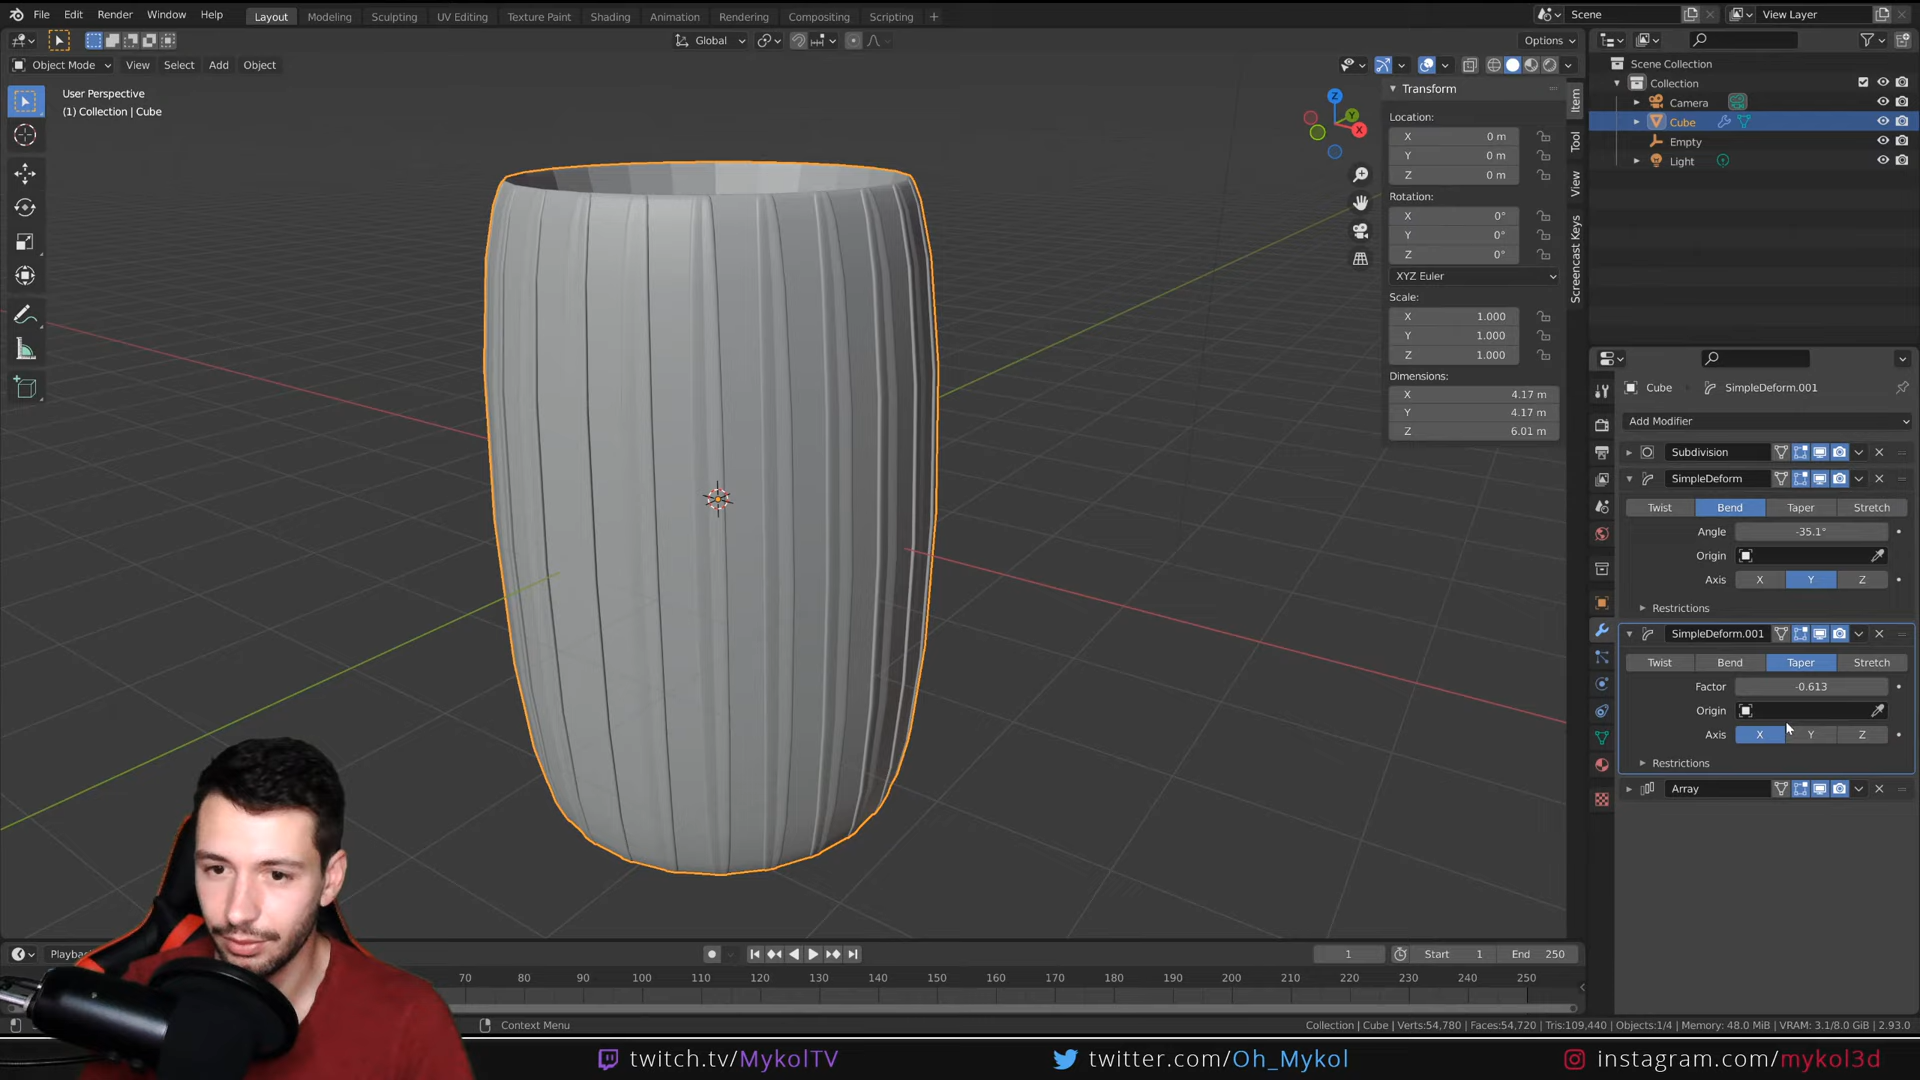 File Edit Render Window Help Layout Modeling Sculpting UV Editing Texture Paint Shading Animation Rendering Compositing Scripting + Scene View Layer
Global Options
Object Mode View Select Add Object
User Perspective
(1) Collection | Cube
Z
Y
X
Item
Tool
View
Screencast Keys
Transform
Location:
X 0 m
Y 0 m
Z 0 m
Rotation:
X 0°
Y 0°
Z 0°
XYZ Euler
Scale:
X 1.000
Y 1.000
Z 1.000
Dimensions:
X 4.17 m
Y 4.17 m
Z 6.01 m
Scene Collection
Collection
Camera
Cube
Empty
Light
Cube SimpleDeform.001
Add Modifier
Subdivision
SimpleDeform
Twist Bend Taper Stretch
Angle -35.1°
Origin
Axis X Y Z
Restrictions
SimpleDeform.001
Twist Bend Taper Stretch
Factor -0.613
Origin
Axis X Y Z
Restrictions
Array
1 Start 1 End 250
70 80 90 100 110 120 130 140 150 160 170 180 190 200 210 220 230 240 250
Context Menu
Collection | Cube | Verts:54,780 | Faces:54,720 | Tris:109,440 | Objects:1/4 | Memory: 48.0 MiB | VRAM: 3.1/8.0 GiB | 2.93.0
twitch.tv/MykolTV twitter.com/Oh_Mykol instagram.com/mykol3d